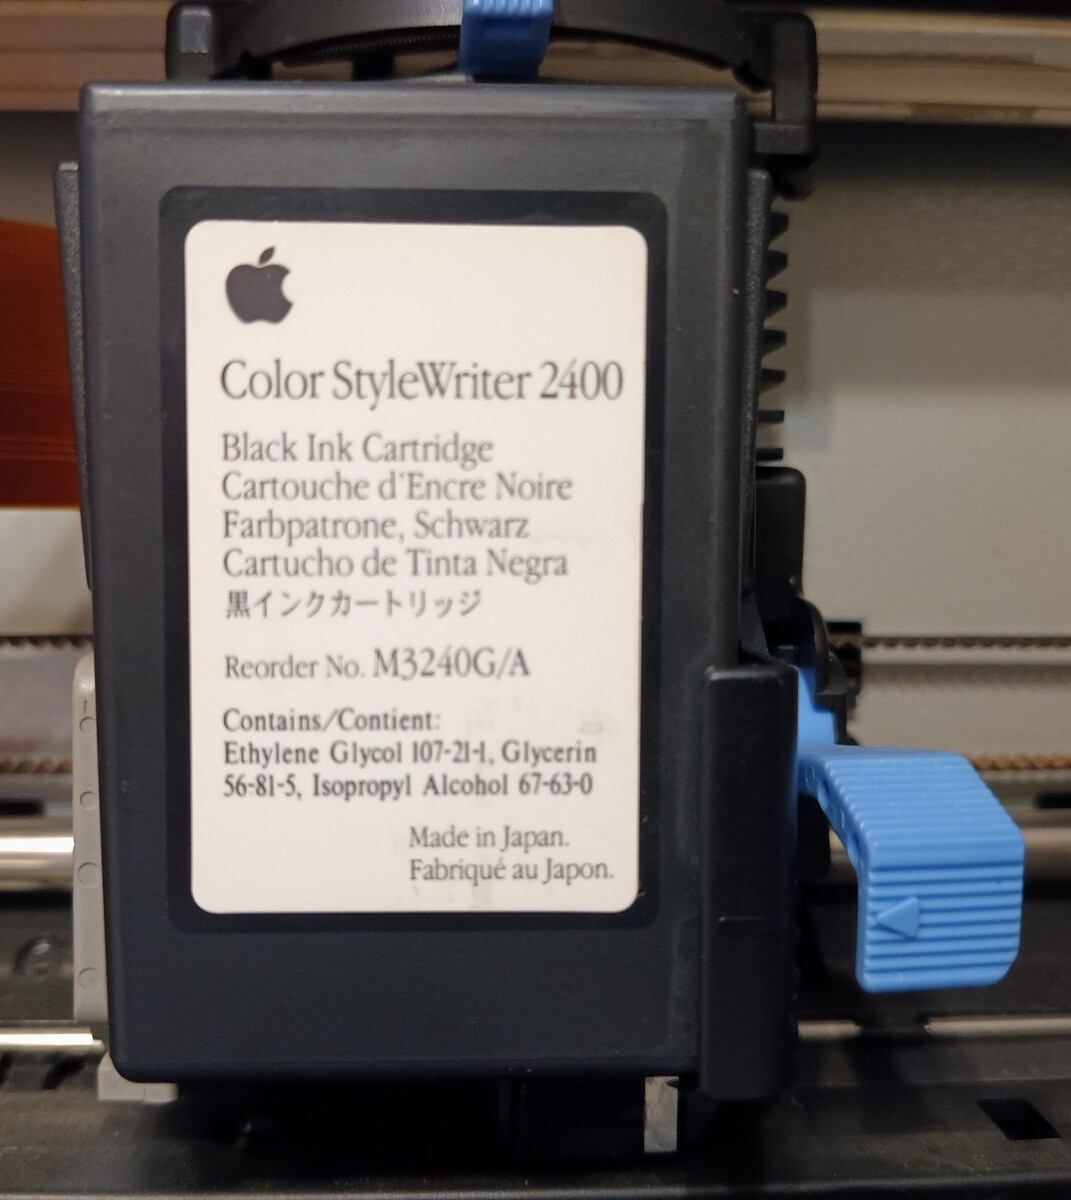 Color StyleWriter 2400
Black Ink Cartridge
Cartouche d'Encre Noire
Farbpatrone, Schwarz
Cartucho de Tinta Negra
黒インクカートリッジ
Reorder No. M3240G/A
Contains/Contient:
Ethylene Glycol 107-21-1, Glycerin
56-81-5, Isopropyl Alcohol 67-63-0
Made in Japan.
Fabriqué au Japon.